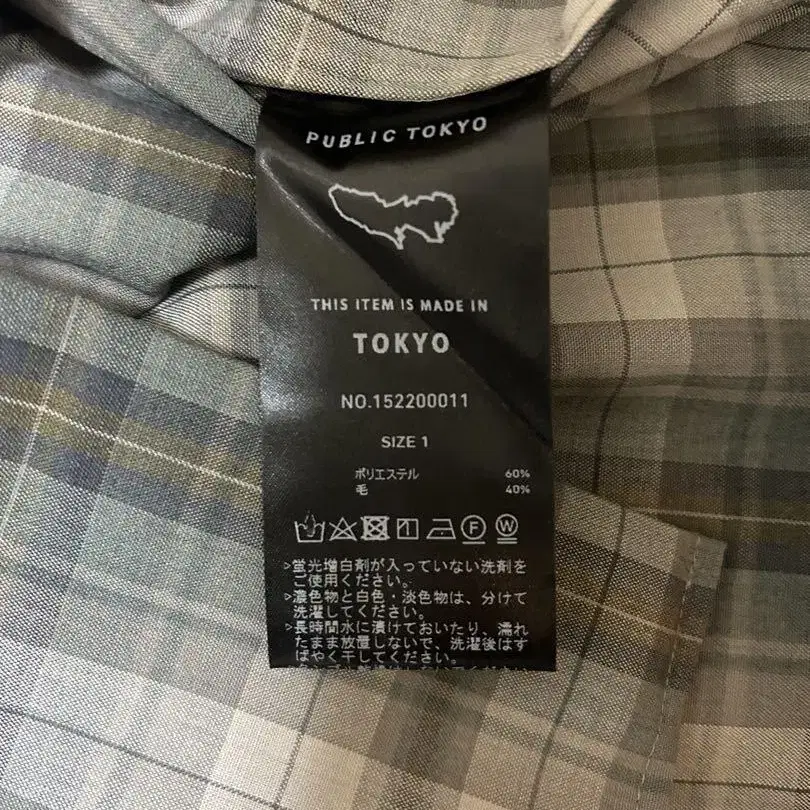 PUBLIC TOKYO
THIS ITEM IS MADE IN
TOKYO
NO.152200011
SIZE 1
ポリエステル 60%
毛 40%
F W
>蛍光増白剤が入っていない洗剤を
ご使用ください。
>濃色物と白色・淡色物は、分けて
洗濯してください。
>長時間水に漬けておいたり、濡れ
たまま放置しないで、洗濯後はす
ばやく干してください。